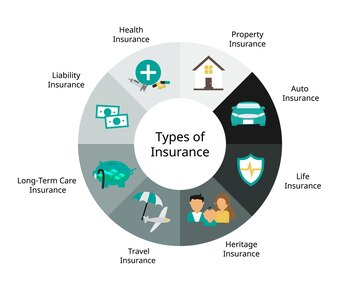 Health
Insurance
Property
Insurance
Liability
Insurance
Auto
Insurance
Types of
Insurance
Long-Term Care
Insurance
Life
Insurance
Travel
Insurance
Heritage
Insurance